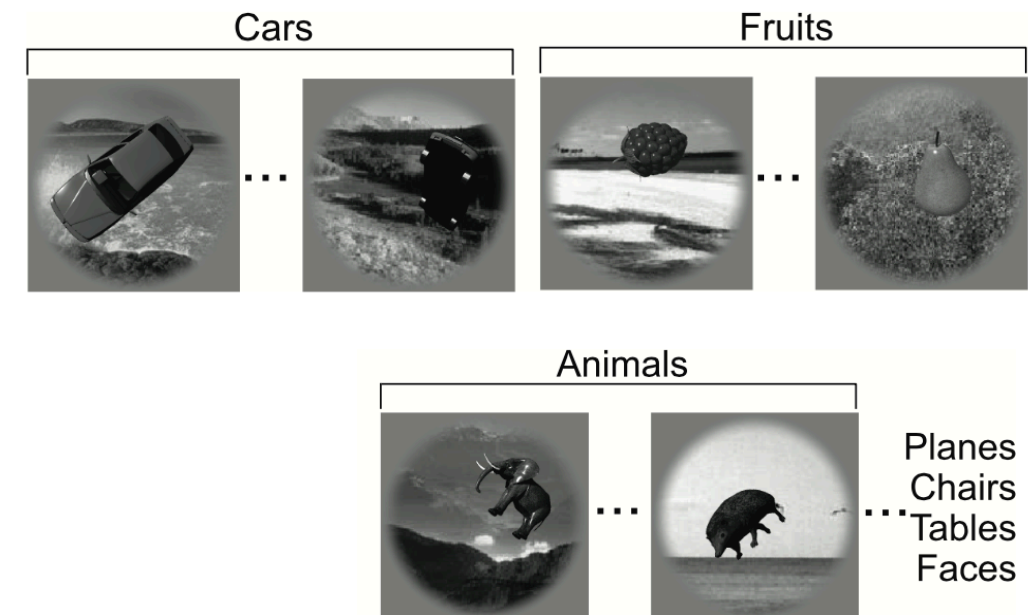 Cars
Fruits
Animals
Planes
Chairs
Tables
Faces